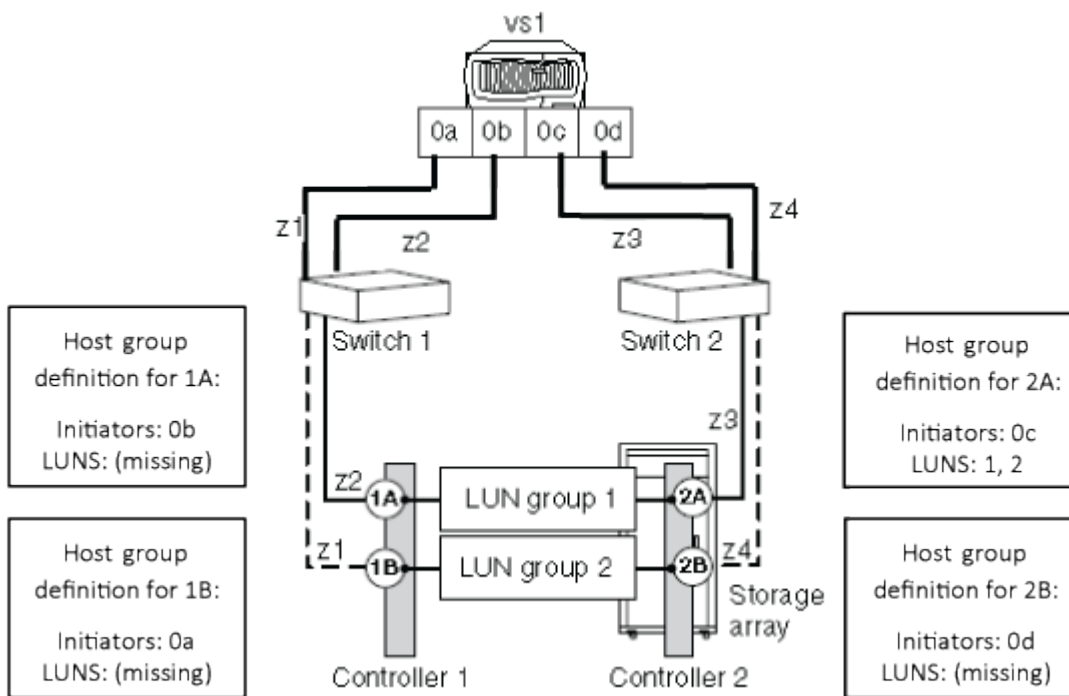 vs1
0a 0b 0c 0d
z1
z2
z3
z4
Switch 1
Switch 2
Host group
definition for 1A:
Initiators: 0b
LUNS: (missing)
Host group
definition for 2A:
Initiators: 0c
LUNS: 1, 2
z3
z2
1A
LUN group 1
2A
z1
1B
LUN group 2
2B
z4
Host group
definition for 1B:
Initiators: 0a
LUNS: (missing)
Host group
definition for 2B:
Initiators: 0d
LUNS: (missing)
Storage
array
Controller 1
Controller 2